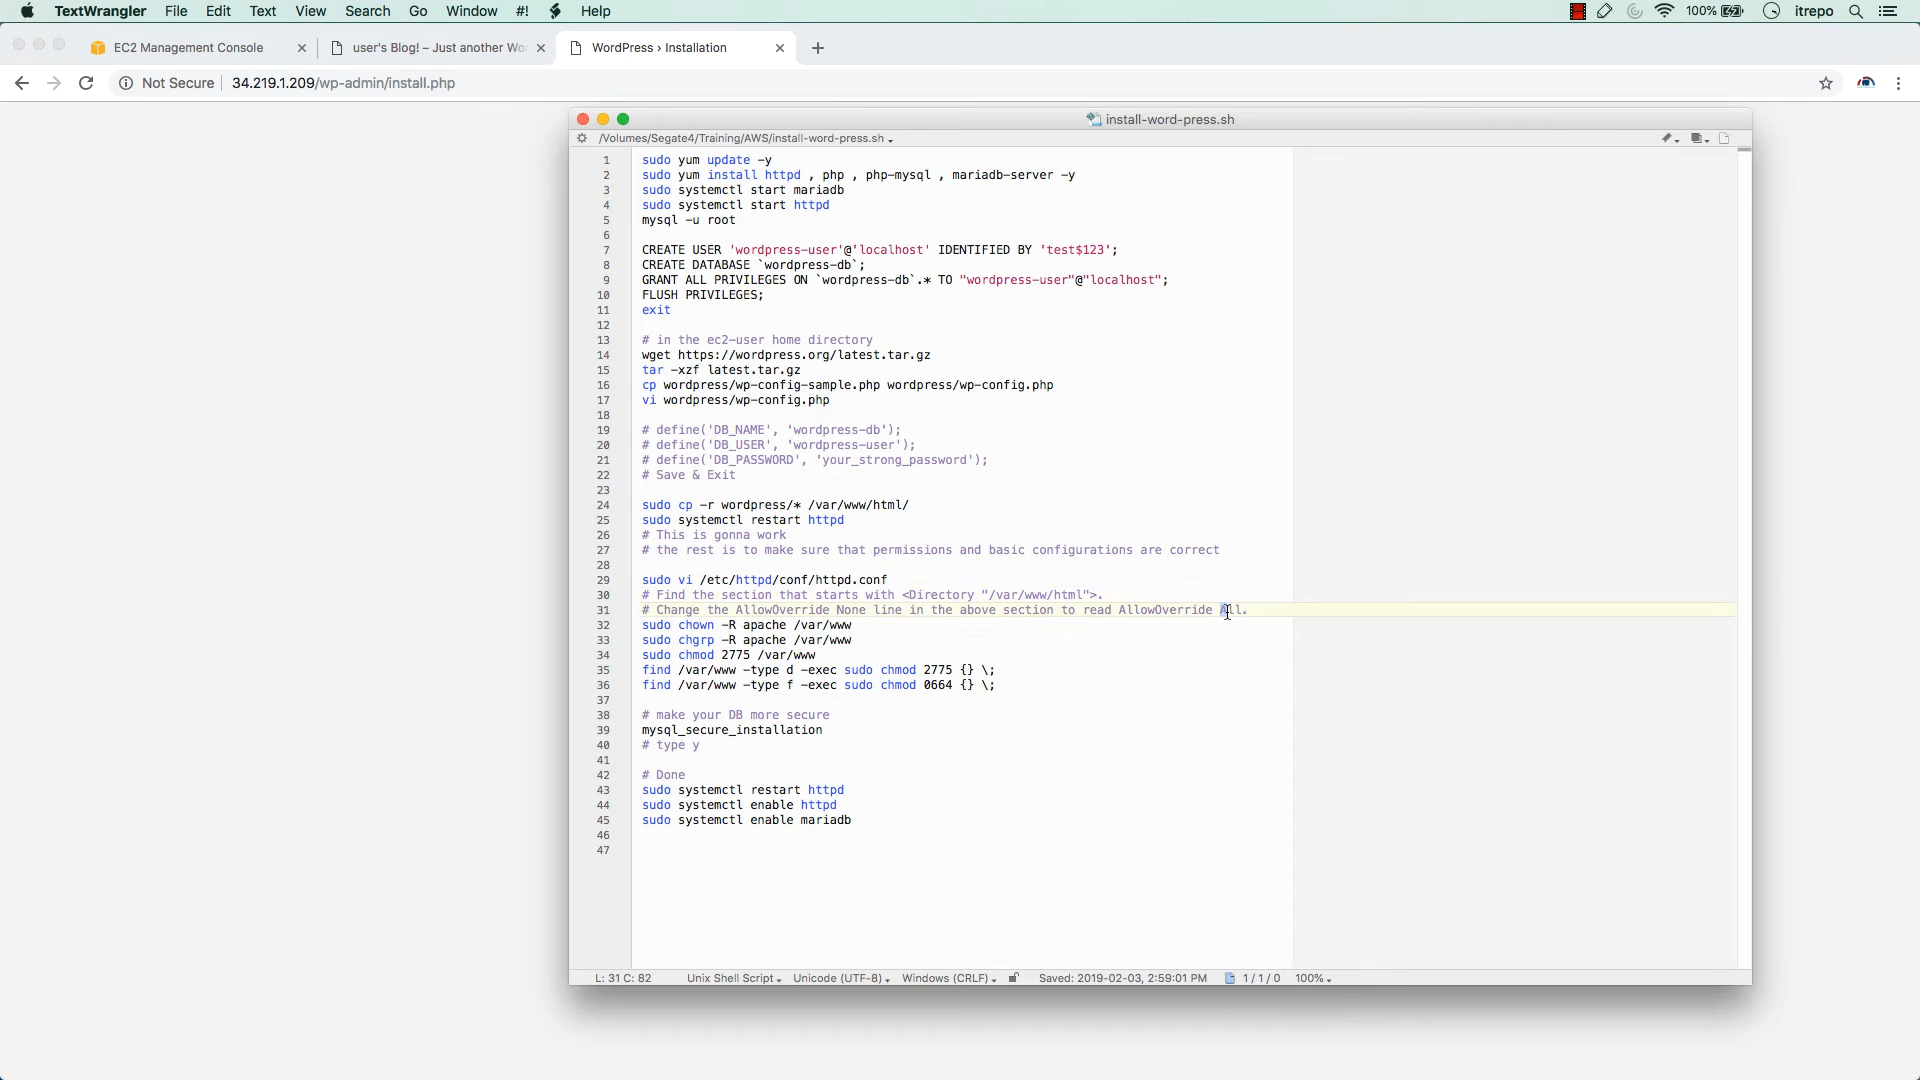 TextWrangler File Edit Text View Search Go Window #! Help 100% itrepo
EC2 Management Console user's Blog! – Just another Wo WordPress › Installation
Not Secure 34.219.1.209/wp-admin/install.php
install-word-press.sh
/Volumes/Segate4/Training/AWS/install-word-press.sh
1 sudo yum update -y
2 sudo yum install httpd , php , php-mysql , mariadb-server -y
3 sudo systemctl start mariadb
4 sudo systemctl start httpd
5 mysql -u root
6
7 CREATE USER 'wordpress-user'@'localhost' IDENTIFIED BY 'test$123';
8 CREATE DATABASE `wordpress-db`;
9 GRANT ALL PRIVILEGES ON `wordpress-db`.* TO "wordpress-user"@"localhost";
10 FLUSH PRIVILEGES;
11 exit
12
13 # in the ec2-user home directory
14 wget https://wordpress.org/latest.tar.gz
15 tar -xzf latest.tar.gz
16 cp wordpress/wp-config-sample.php wordpress/wp-config.php
17 vi wordpress/wp-config.php
18
19 # define('DB_NAME', 'wordpress-db');
20 # define('DB_USER', 'wordpress-user');
21 # define('DB_PASSWORD', 'your_strong_password');
22 # Save & Exit
23
24 sudo cp -r wordpress/* /var/www/html/
25 sudo systemctl restart httpd
26 # This is gonna work
27 # the rest is to make sure that permissions and basic configurations are correct
28
29 sudo vi /etc/httpd/conf/httpd.conf
30 # Find the section that starts with <Directory "/var/www/html">.
31 # Change the AllowOverride None line in the above section to read AllowOverride All.
32 sudo chown -R apache /var/www
33 sudo chgrp -R apache /var/www
34 sudo chmod 2775 /var/www
35 find /var/www -type d -exec sudo chmod 2775 {} \;
36 find /var/www -type f -exec sudo chmod 0664 {} \;
37
38 # make your DB more secure
39 mysql_secure_installation
40 # type y
41
42 # Done
43 sudo systemctl restart httpd
44 sudo systemctl enable httpd
45 sudo systemctl enable mariadb
46
47
L: 31 C: 82 Unix Shell Script Unicode (UTF-8) Windows (CRLF) Saved: 2019-02-03, 2:59:01 PM 1 / 1 / 0 100%